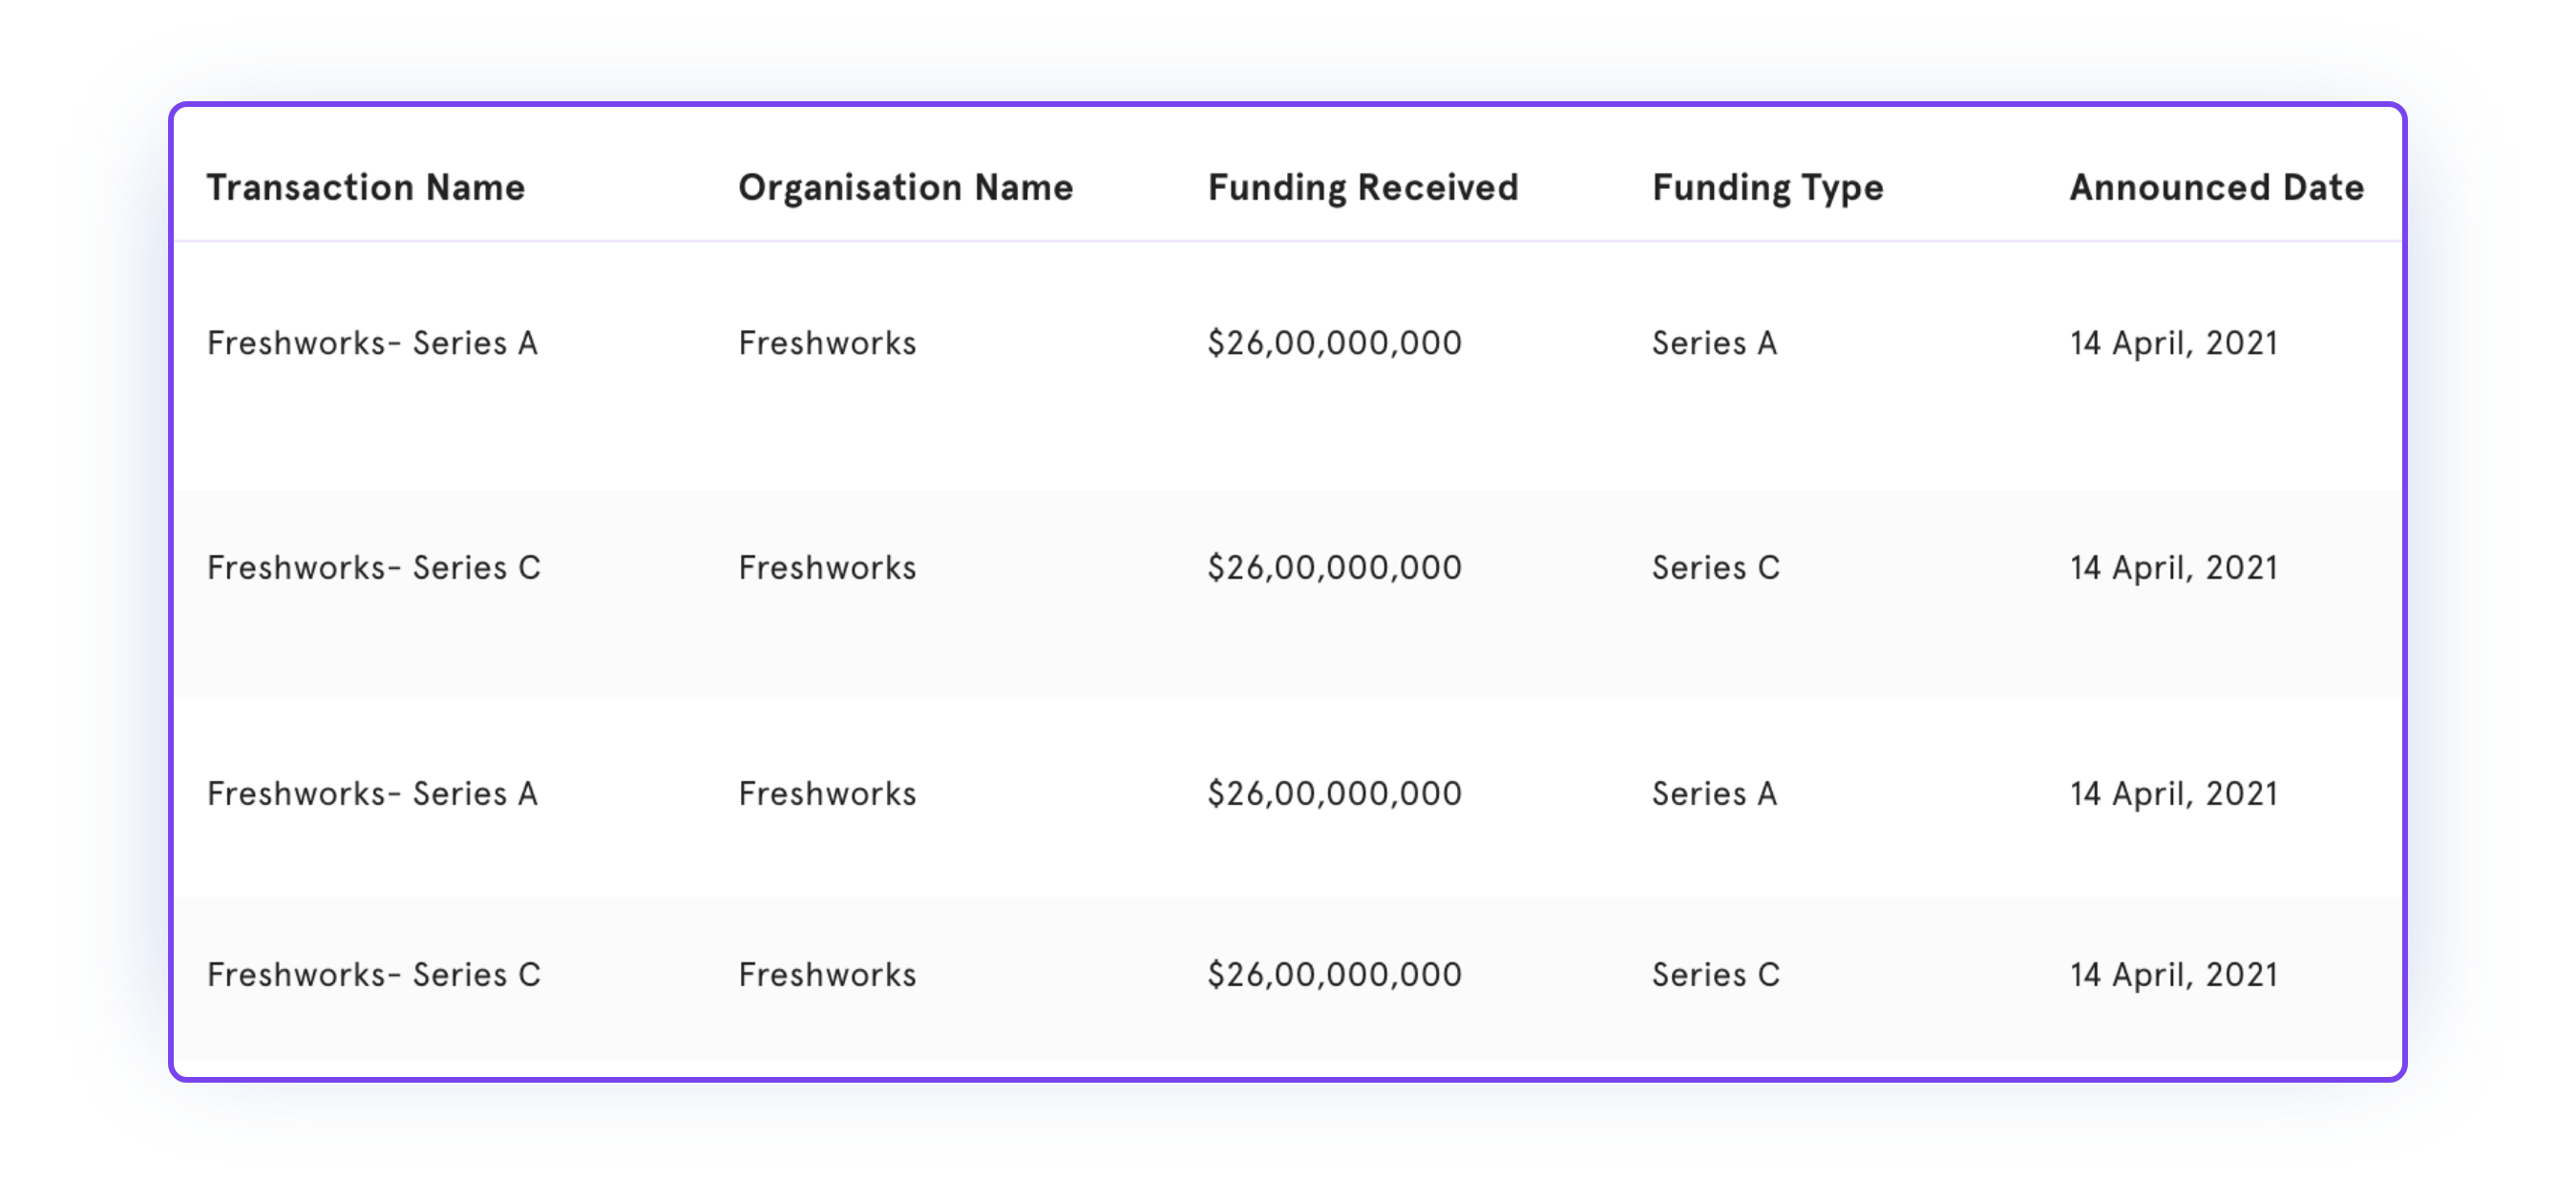 Transaction Name Organisation Name Funding Received Funding Type Announced Date
Freshworks- Series A Freshworks $26,00,000,000 Series A 14 April, 2021
Freshworks- Series C Freshworks $26,00,000,000 Series C 14 April, 2021
Freshworks- Series A Freshworks $26,00,000,000 Series A 14 April, 2021
Freshworks- Series C Freshworks $26,00,000,000 Series C 14 April, 2021